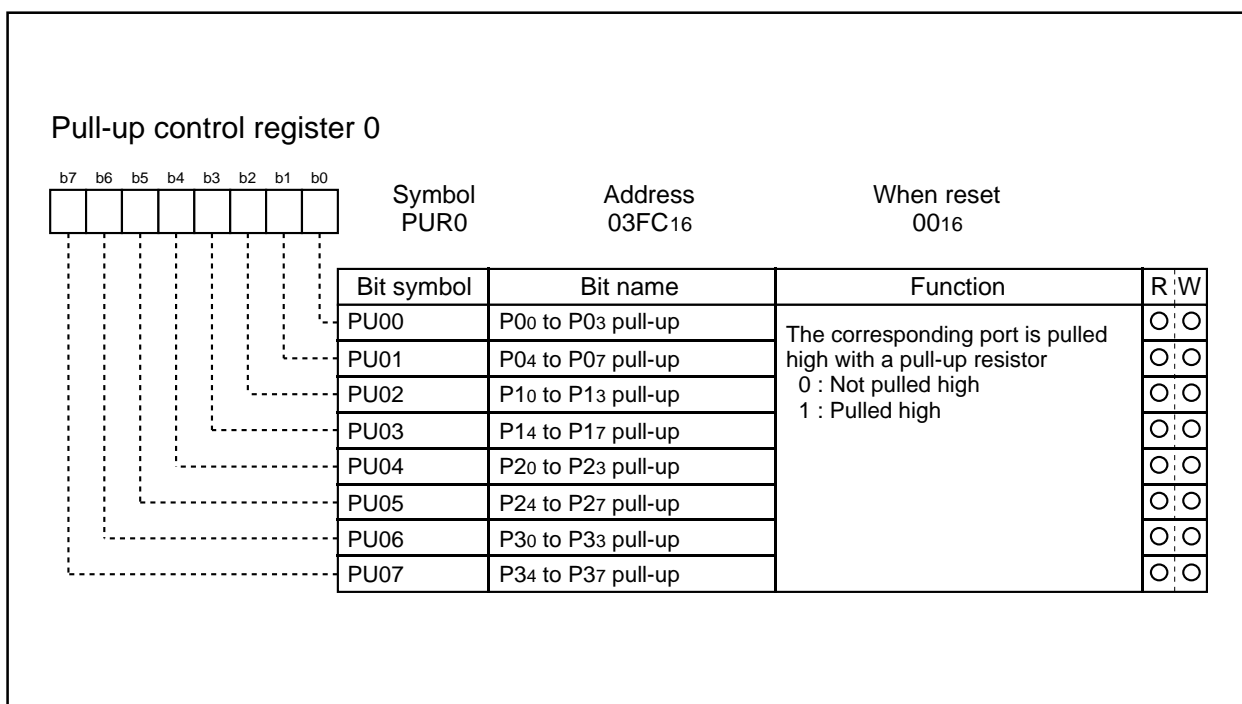 Pull-up control register 0
b7 b6 b5 b4 b3 b2 b1 b0
Symbol Address When reset
PUR0 03FC16 0016
Bit symbol Bit name Function R W
PU00 P00 to P03 pull-up The corresponding port is pulled
PU01 P04 to P07 pull-up high with a pull-up resistor
PU02 P10 to P13 pull-up 0 : Not pulled high
1 : Pulled high
PU03 P14 to P17 pull-up
PU04 P20 to P23 pull-up
PU05 P24 to P27 pull-up
PU06 P30 to P33 pull-up
PU07 P34 to P37 pull-up